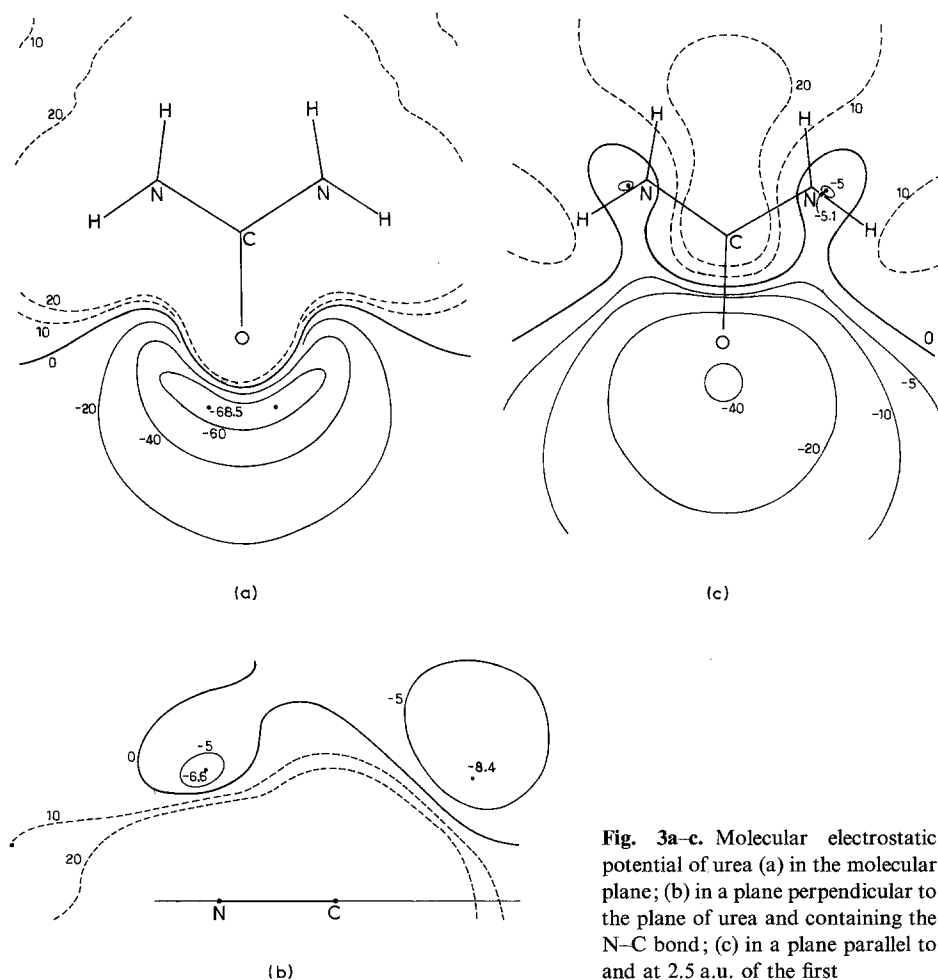 10
20
H
H
N
N
H
H
C
O
20
10
0
-20
-40
-68.5
-60
(a)
20
10
H
H
N
N
-5
-5.1
H
H
C
10
10
O
0
-5
-10
-40
-20
(c)
0
-5
-6.6
-5
-8.4
10
20
N
C
(b)
Fig. 3a–c. Molecular electrostatic
potential of urea (a) in the molecular
plane; (b) in a plane perpendicular to
the plane of urea and containing the
N–C bond; (c) in a plane parallel to
and at 2.5 a.u. of the first